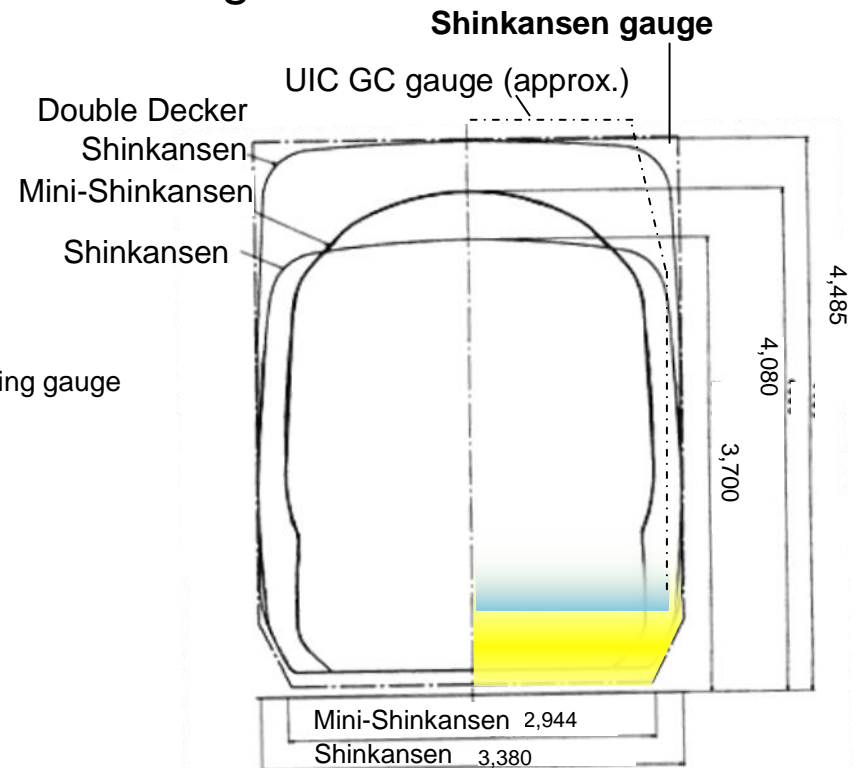 Shinkansen gauge
UIC GC gauge (approx.)
Double Decker
Shinkansen
Mini-Shinkansen
Shinkansen
ing gauge
4,485
4,080
3,700
Mini-Shinkansen 2,944
Shinkansen 3,380